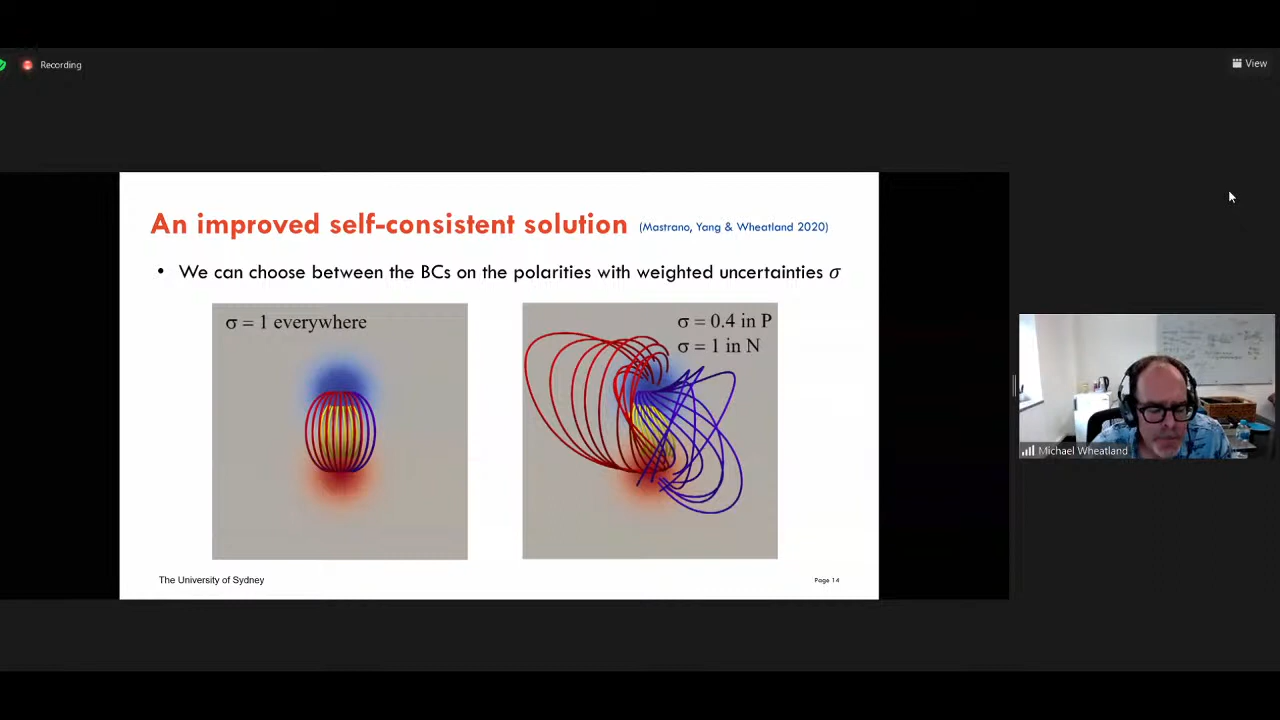 Recording
View
An improved self-consistent solution (Mastrano, Yang & Wheatland 2020)
• We can choose between the BCs on the polarities with weighted uncertainties σ
σ = 1 everywhere
σ = 0.4 in P
σ = 1 in N
Michael Wheatland
The University of Sydney
Page 14